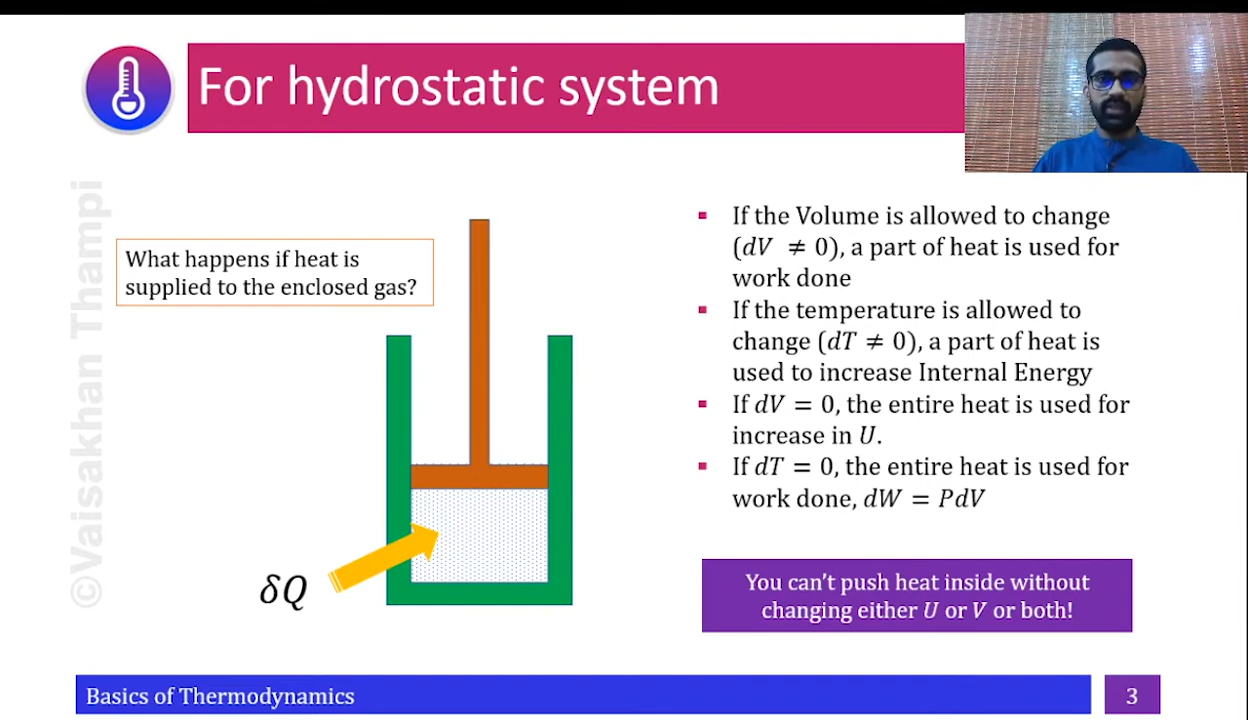 For hydrostatic system
©Vaisakhan Thampi
What happens if heat is
supplied to the enclosed gas?
δQ
▪ If the Volume is allowed to change
(dV ≠ 0), a part of heat is used for
work done
▪ If the temperature is allowed to
change (dT ≠ 0), a part of heat is
used to increase Internal Energy
▪ If dV = 0, the entire heat is used for
increase in U.
▪ If dT = 0, the entire heat is used for
work done, dW = PdV
You can't push heat inside without
changing either U or V or both!
Basics of Thermodynamics
3